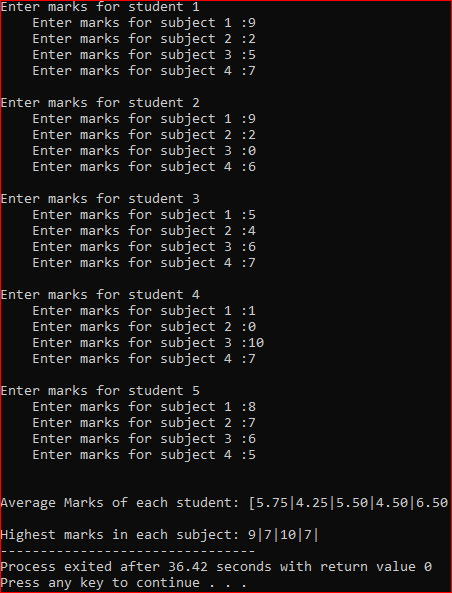 Enter marks for student 1
    Enter marks for subject 1 :9
    Enter marks for subject 2 :2
    Enter marks for subject 3 :5
    Enter marks for subject 4 :7

Enter marks for student 2
    Enter marks for subject 1 :9
    Enter marks for subject 2 :2
    Enter marks for subject 3 :0
    Enter marks for subject 4 :6

Enter marks for student 3
    Enter marks for subject 1 :5
    Enter marks for subject 2 :4
    Enter marks for subject 3 :6
    Enter marks for subject 4 :7

Enter marks for student 4
    Enter marks for subject 1 :1
    Enter marks for subject 2 :0
    Enter marks for subject 3 :10
    Enter marks for subject 4 :7

Enter marks for student 5
    Enter marks for subject 1 :8
    Enter marks for subject 2 :7
    Enter marks for subject 3 :6
    Enter marks for subject 4 :5

Average Marks of each student: [5.75|4.25|5.50|4.50|6.50

Highest marks in each subject: 9|7|10|7|
--------------------------------
Process exited after 36.42 seconds with return value 0
Press any key to continue . . .